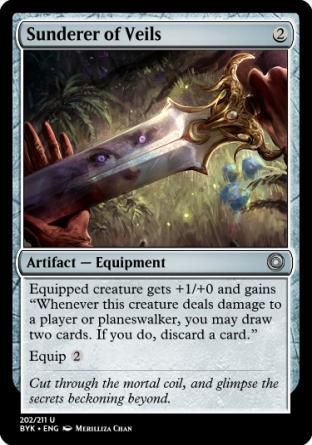 Sunderer of Veils 2
Artifact — Equipment
Equipped creature gets +1/+0 and gains
“Whenever this creature deals damage to
a player or planeswalker, you may draw
two cards. If you do, discard a card.”
Equip 2
Cut through the mortal coil, and glimpse the
secrets beckoning beyond.
202/211 U
BYK • ENG Merilliza Chan